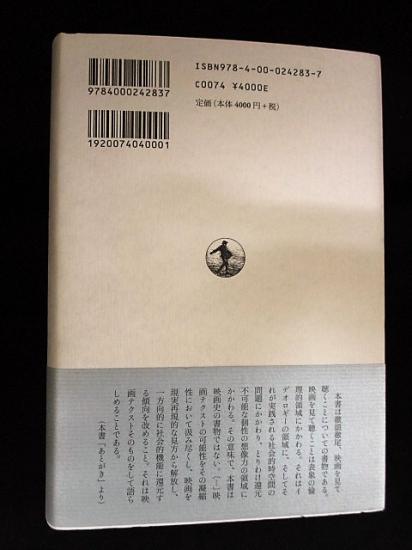 ISBN978-4-00-024283-7
C0074 ¥4000E
定価(本体 4000 円+税)
9784000242837
1920074040001
本書は徹頭徹尾、映画を見て
聴くことについての書物である。
映画を見て聴くことは表象の倫
理的領域にかかわる。それはイ
デオロギーの領域に、そしてそ
れが実践される社会的時空間の
問題にかかわり、とりわけ還元
不可能な個性の想像力の領域に
かかわる。その意味で、本書は
映画史の書物ではない。(…)映
画テクストの可能性をその凝縮
性において汲み尽くし、映画を
現実再現的な見方から解放し、
一方向的に社会的機能に還元す
る傾向を改めること。それは映
画テクストそのものをして語ら
しめることである。
(本書「あとがき」より)